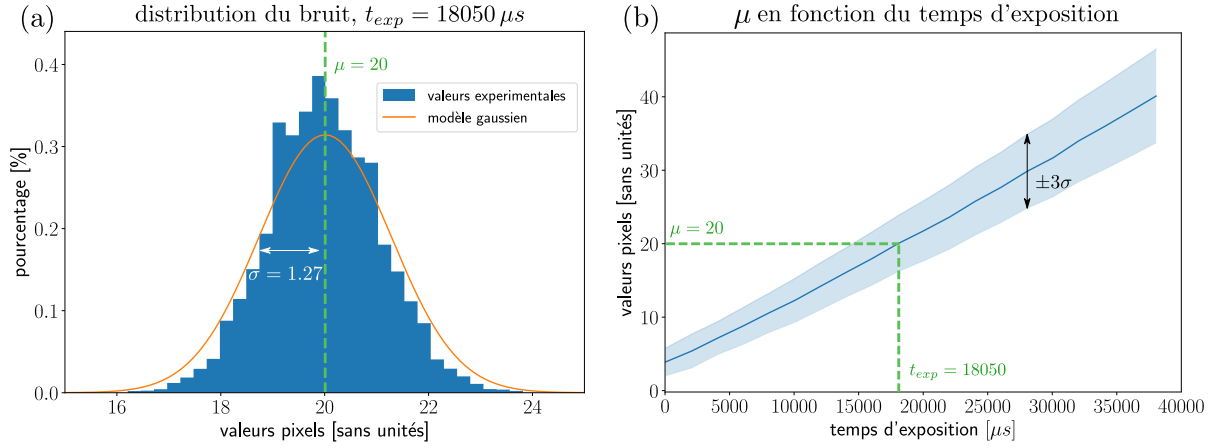 (a) distribution du bruit, t_exp = 18050 μs
μ = 20
valeurs experimentales
modèle gaussien
σ = 1.27
pourcentage [%]
0.4
0.3
0.2
0.1
0.0
16 18 20 22 24
valeurs pixels [sans unités]
(b) μ en fonction du temps d'exposition
±3σ
μ = 20
t_exp = 18050
valeurs pixels [sans unités]
40
30
20
10
0
0 5000 10000 15000 20000 25000 30000 35000 40000
temps d'exposition [μs]